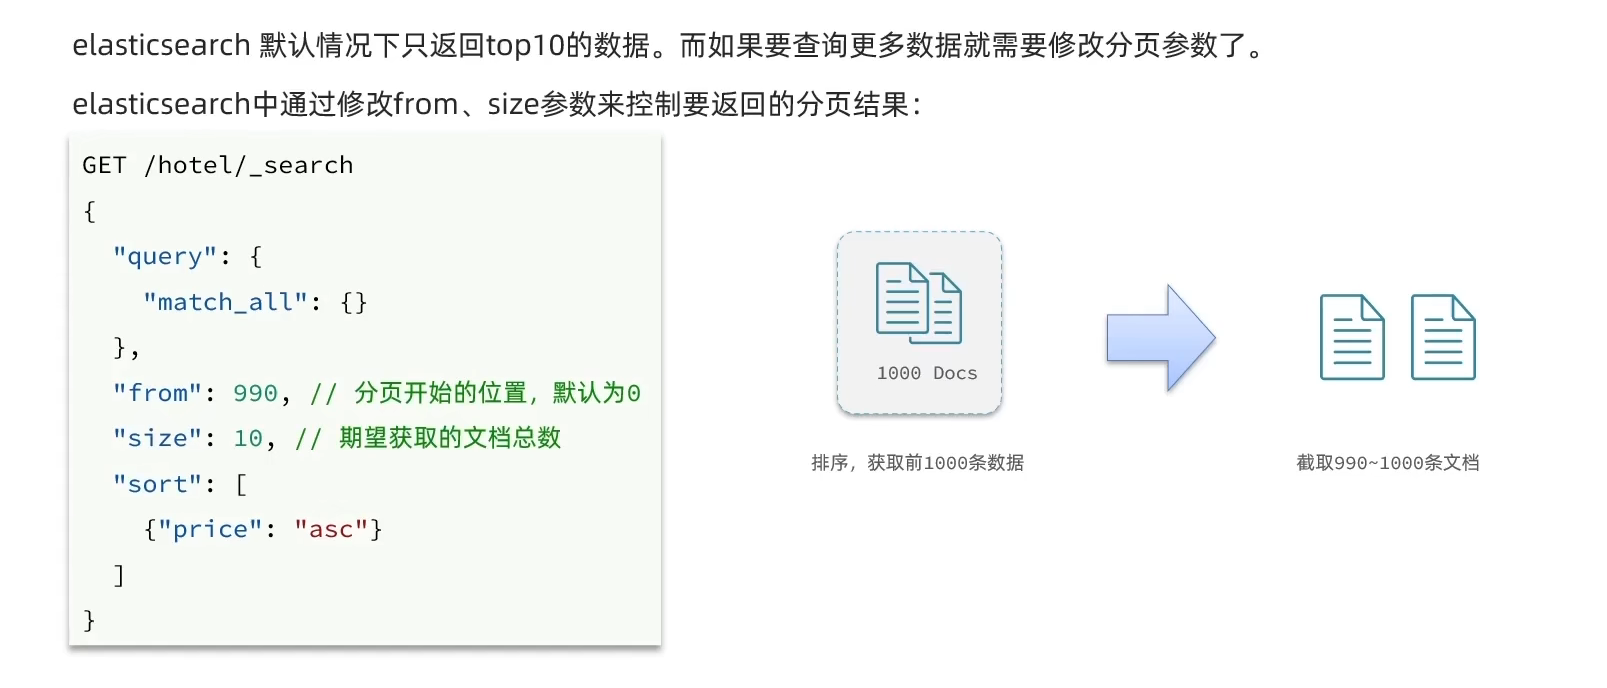 elasticsearch 默认情况下只返回top10的数据。而如果要查询更多数据就需要修改分页参数了。
elasticsearch中通过修改from、size参数来控制要返回的分页结果：
GET /hotel/_search
{
  "query": {
    "match_all": {}
  },
  "from": 990, // 分页开始的位置，默认为0
  "size": 10, // 期望获取的文档总数
  "sort": [
    {"price": "asc"}
  ]
}
1000 Docs
排序，获取前1000条数据
截取990~1000条文档